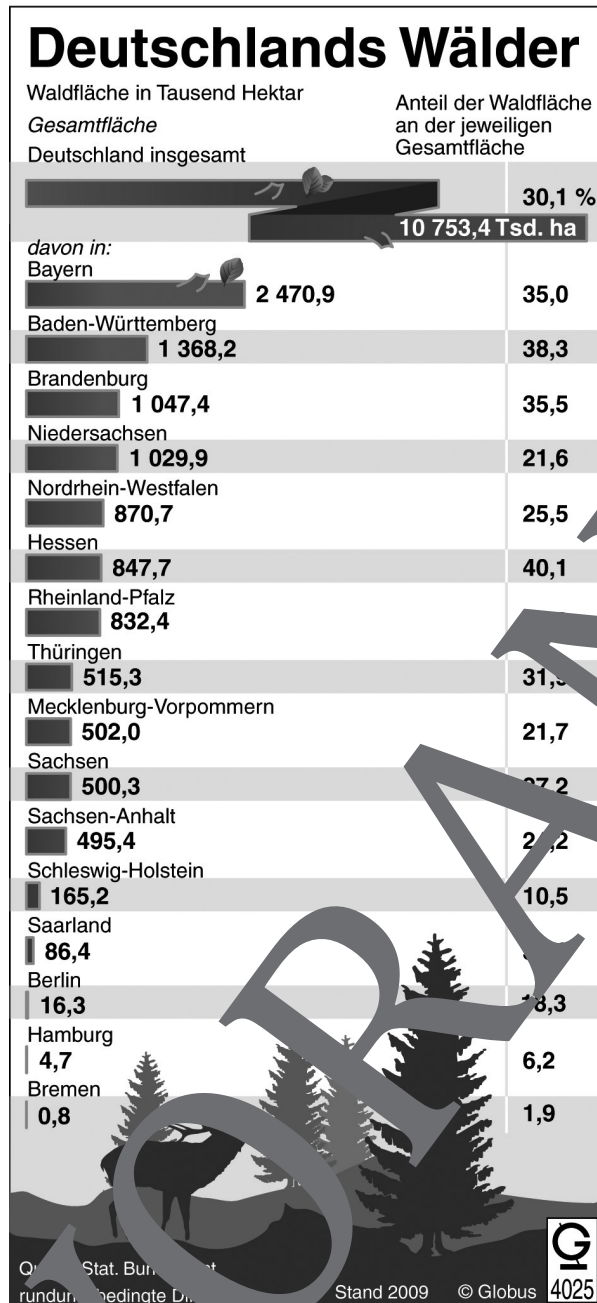 Deutschlands Wälder
Waldfläche in Tausend Hektar
Gesamtfläche
Anteil der Waldfläche
an der jeweiligen
Gesamtfläche
Deutschland insgesamt
30,1 %
10 753,4 Tsd. ha
davon in:
Bayern
2 470,9 35,0
Baden-Württemberg
1 368,2 38,3
Brandenburg
1 047,4 35,5
Niedersachsen
1 029,9 21,6
Nordrhein-Westfalen
870,7 25,5
Hessen
847,7 40,1
Rheinland-Pfalz
832,4
Thüringen
515,3
Mecklenburg-Vorpommern
502,0 21,7
Sachsen
500,3
Sachsen-Anhalt
495,4
Schleswig-Holstein
165,2 10,5
Saarland
86,4
Berlin
16,3 18,3
Hamburg
4,7 6,2
Bremen
0,8 1,9
Stat.
Stand 2009 © Globus
G
4025